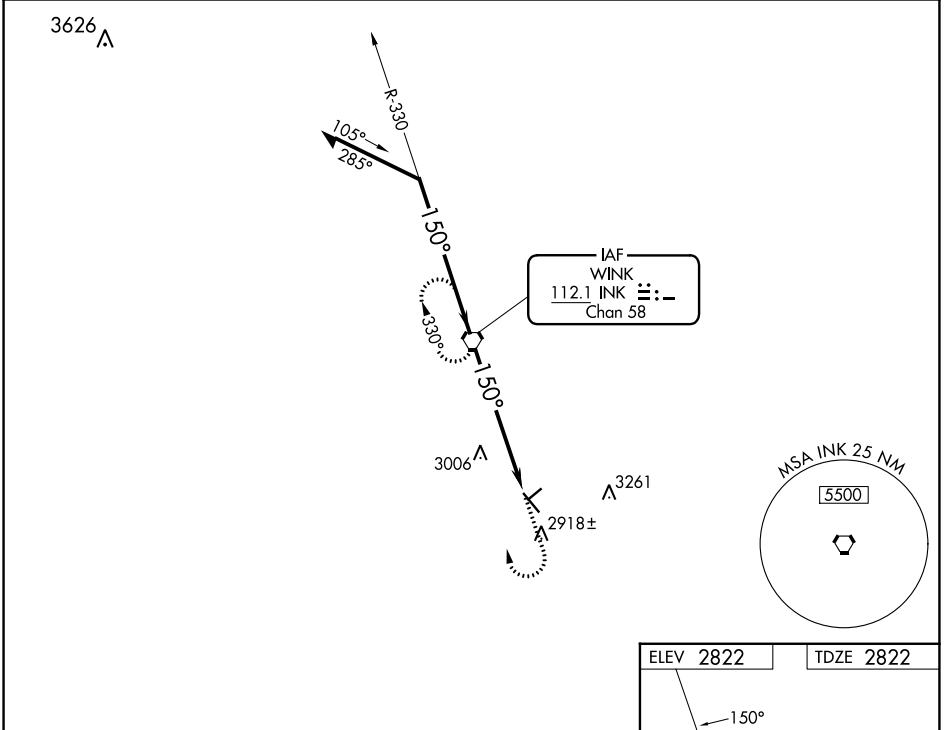 3626
R-330
105°
285°
150°
IAF
WINK
112.1 INK
Chan 58
330°
150°
3006
3261
2918±
MSA INK 25 NM
5500
ELEV 2822
TDZE 2822
150°